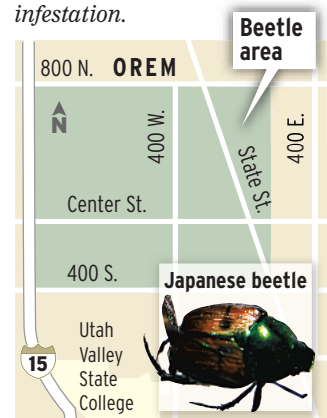 infestation.
Beetle
area
800 N.
OREM
N
400 W.
400 E.
State St.
Center St.
400 S.
Japanese beetle
Utah
Valley
State
College
15